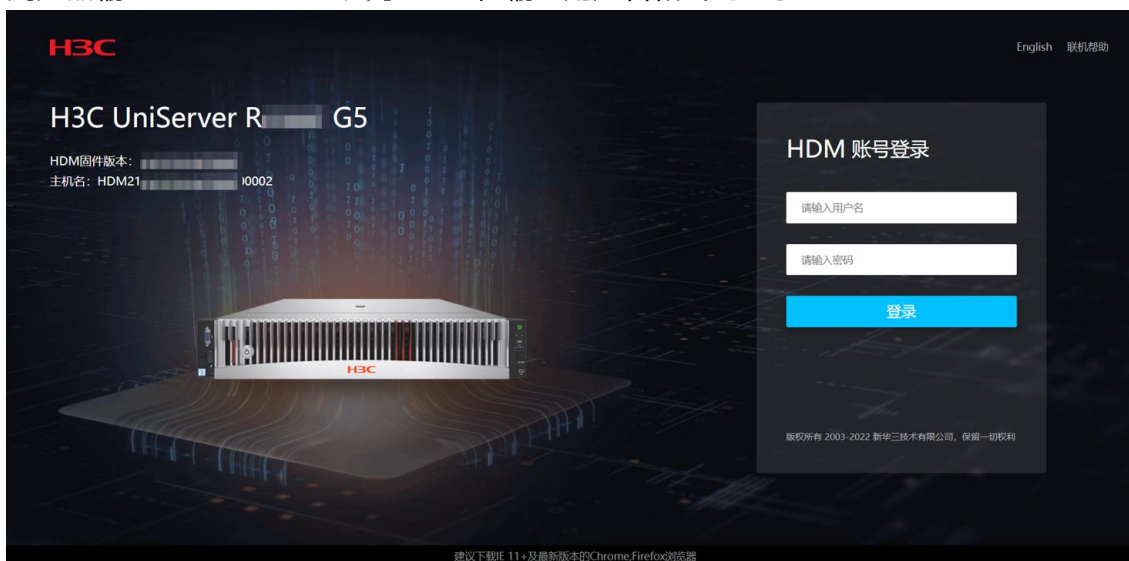 H3C
English 联机帮助
H3C UniServer R G5
HDM固件版本:
主机名: HDM21 0002
HDM 账号登录
请输入用户名
请输入密码
登录
H3C
版权所有 2003-2022 新华三技术有限公司, 保留一切权利
建议下载IE 11+及最新版本的Chrome,Firefox浏览器